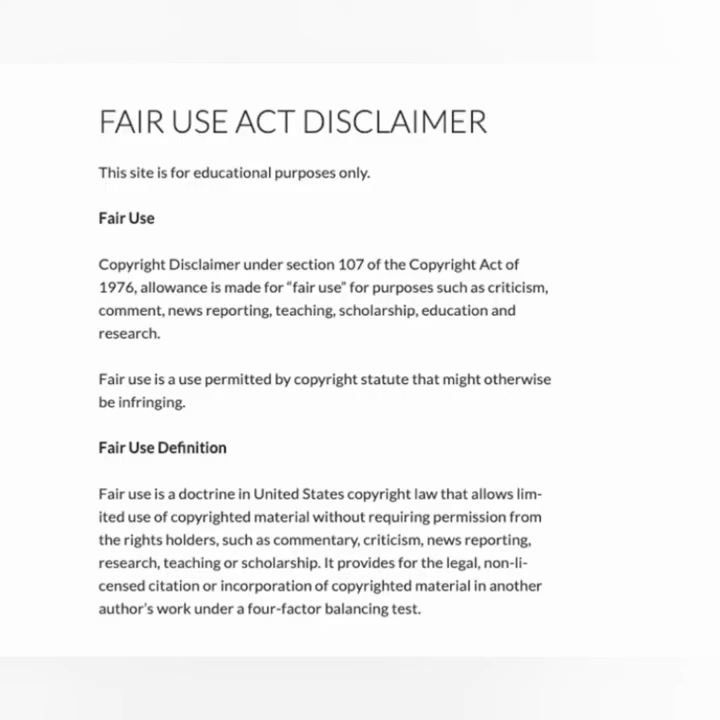 FAIR USE ACT DISCLAIMER
This site is for educational purposes only.
Fair Use
Copyright Disclaimer under section 107 of the Copyright Act of
1976, allowance is made for “fair use” for purposes such as criticism,
comment, news reporting, teaching, scholarship, education and
research.
Fair use is a use permitted by copyright statute that might otherwise
be infringing.
Fair Use Definition
Fair use is a doctrine in United States copyright law that allows lim-
ited use of copyrighted material without requiring permission from
the rights holders, such as commentary, criticism, news reporting,
research, teaching or scholarship. It provides for the legal, non-li-
censed citation or incorporation of copyrighted material in another
author’s work under a four-factor balancing test.